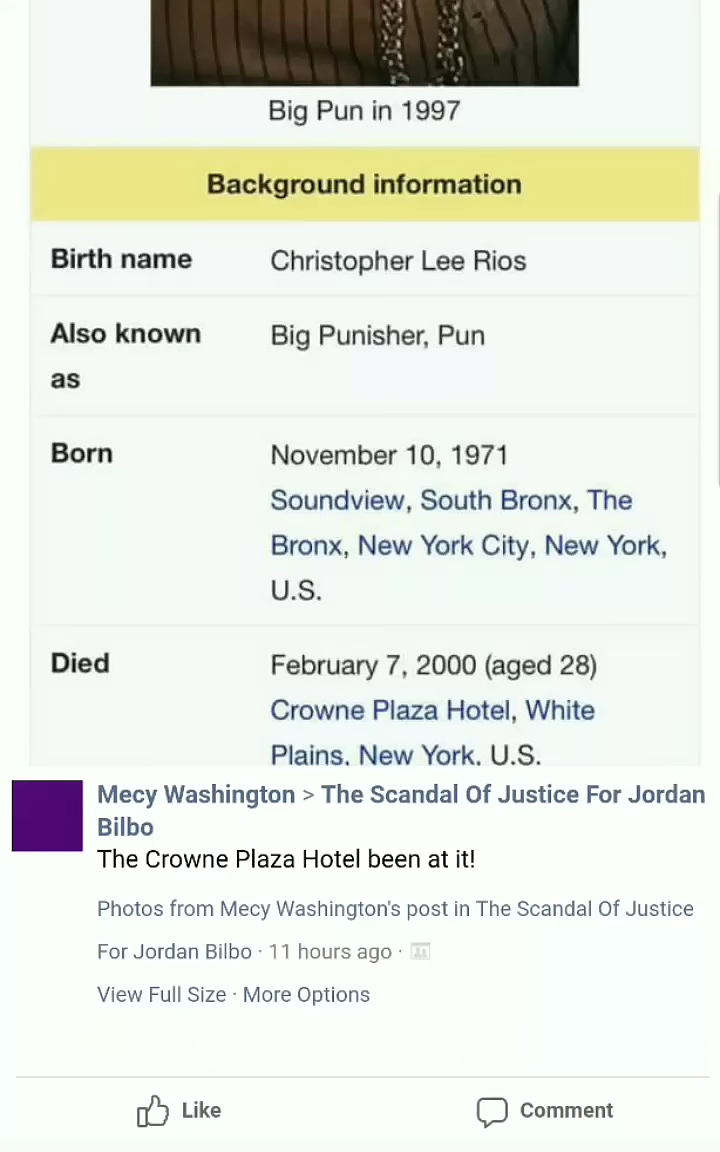 Big Pun in 1997
Background information
Birth name Christopher Lee Rios
Also known Big Punisher, Pun
as
Born November 10, 1971
Soundview, South Bronx, The
Bronx, New York City, New York,
U.S.
Died February 7, 2000 (aged 28)
Crowne Plaza Hotel, White
Plains, New York, U.S.
Mecy Washington > The Scandal Of Justice For Jordan
Bilbo
The Crowne Plaza Hotel been at it!
Photos from Mecy Washington's post in The Scandal Of Justice
For Jordan Bilbo · 11 hours ago ·
View Full Size · More Options
Like Comment